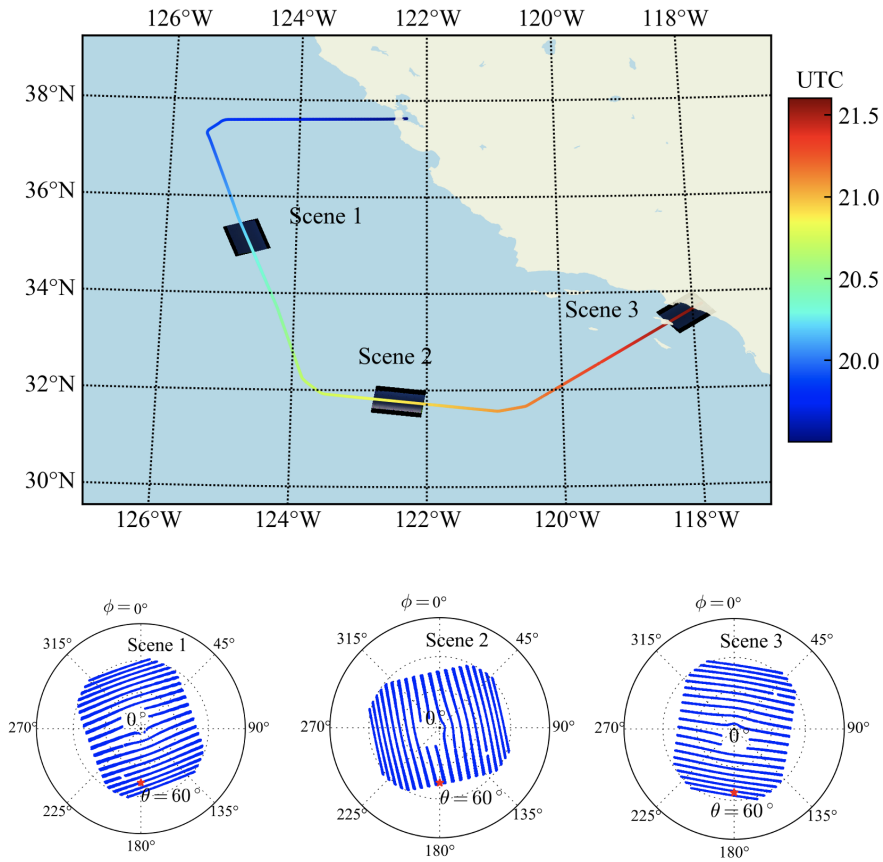 126°W 124°W 122°W 120°W 118°W
UTC
38°N
21.5
36°N
Scene 1
21.0
34°N
Scene 3
20.5
Scene 2
20.0
32°N
30°N
126°W 124°W 122°W 120°W 118°W
ϕ=0° ϕ=0° ϕ=0°
315° Scene 1 45° 315° Scene 2 45° 315° Scene 3 45°
270° 0° 90° 270° 0° 90° 270° 0° 90°
225° θ=60° 135° 225° θ=60° 135° 225° θ=60° 135°
180° 180° 180°